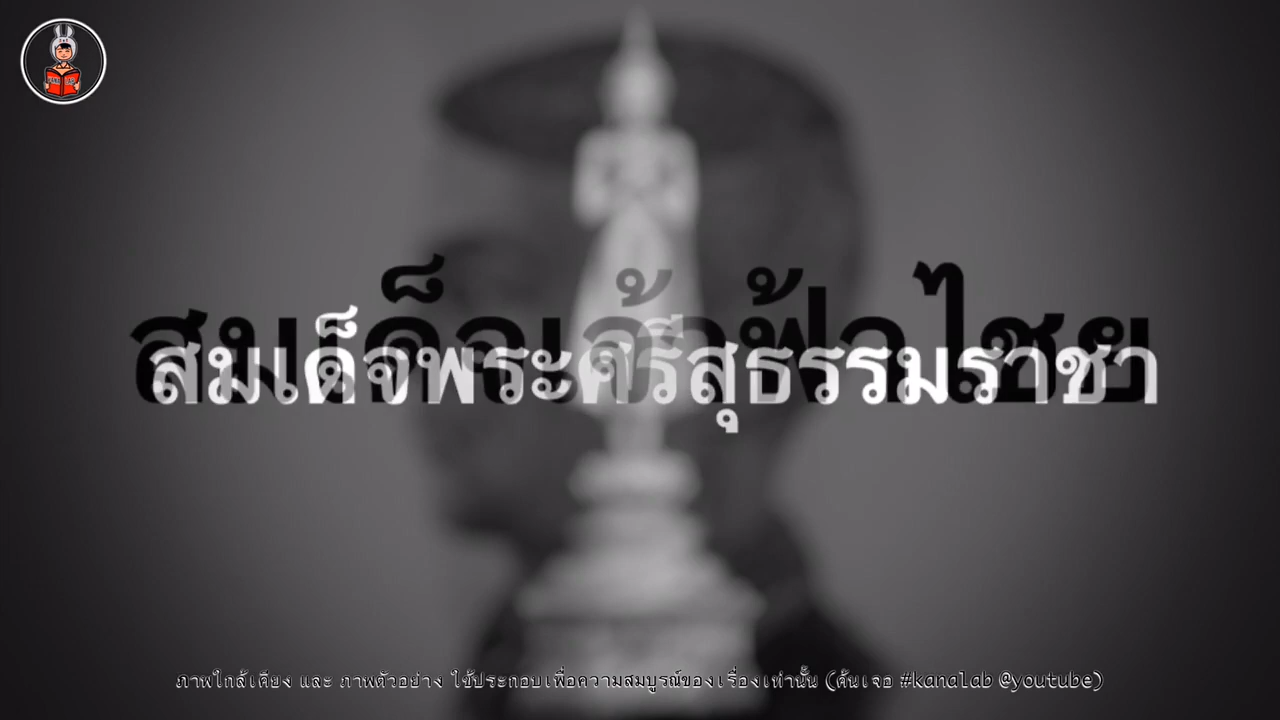 สมเด็จเจ้าฟ้าไชย
สมเด็จพระศรีสุธรรมราชา
ภาพใกล้เคียง และ ภาพตัวอย่าง ใช้ประกอบเพื่อความสมบูรณ์ของเรื่องเท่านั้น (ค้นเจอ #kanalab @youtube)